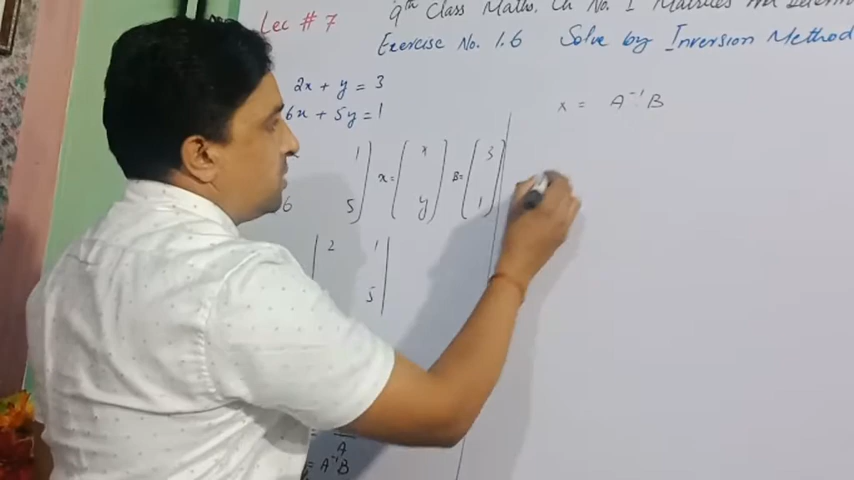 Lec # 7
9th Class Maths, Ch No. 1 Matrices And
Exercise No. 1.6 Solve by Inversion Method
2x + y = 3
6x + 5y = 1
1 x = x B = 3
6 5 y 1
2 1
5
A
= A⁻¹B
x = A⁻¹B